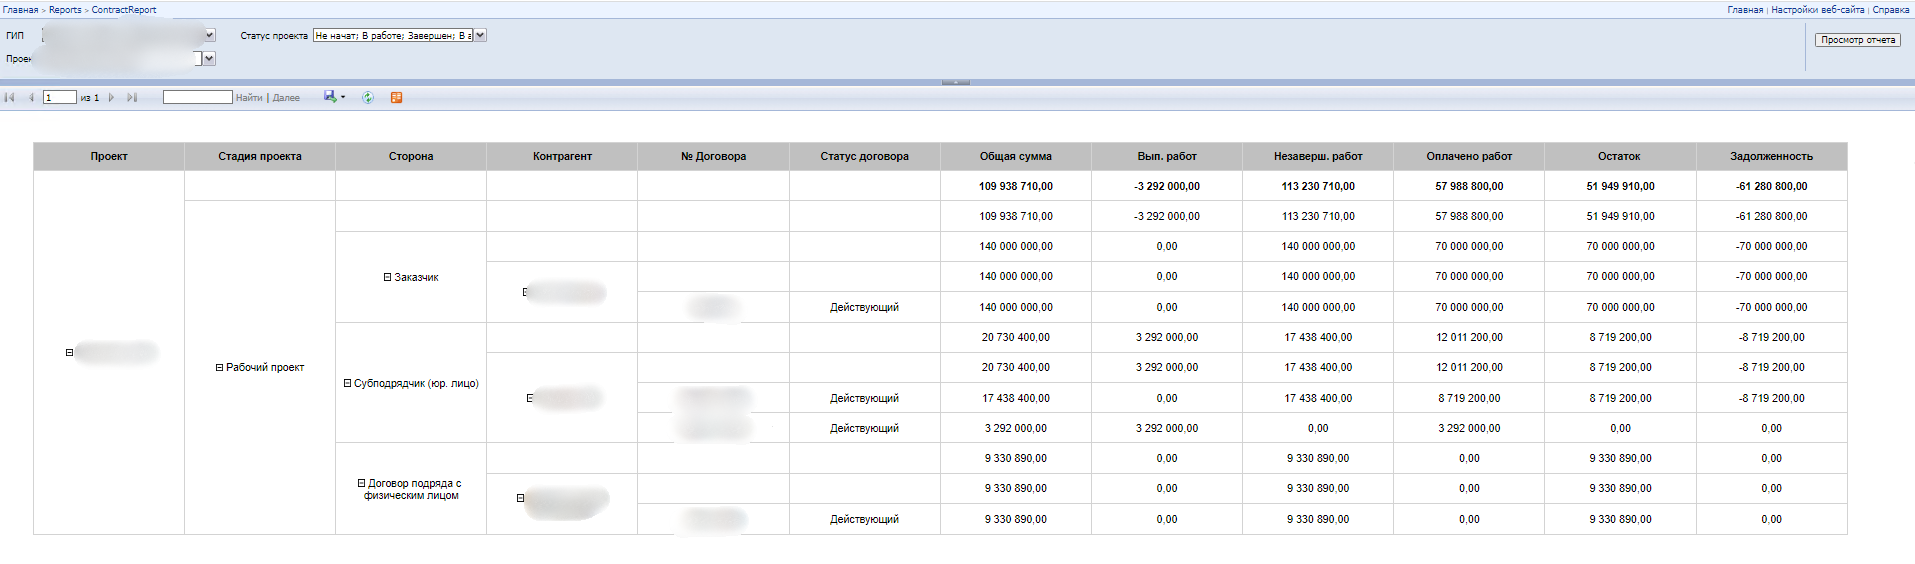 Главная > Reports > ContractReport
Главная | Настройки веб-сайта | Справка
ГИП
Статус проекта Не начат; В работе; Завершен; В
Просмотр отчета
1 из 1
Найти | Далее
Проект Стадия проекта Сторона Контрагент № Договора Статус договора Общая сумма Вып. работ Незаверш. работ Оплачено работ Остаток Задолженность
109 938 710,00 -3 292 000,00 113 230 710,00 57 988 800,00 51 949 910,00 -61 280 800,00
109 938 710,00 -3 292 000,00 113 230 710,00 57 988 800,00 51 949 910,00 -61 280 800,00
140 000 000,00 0,00 140 000 000,00 70 000 000,00 70 000 000,00 -70 000 000,00
Заказчик 140 000 000,00 0,00 140 000 000,00 70 000 000,00 70 000 000,00 -70 000 000,00
Действующий 140 000 000,00 0,00 140 000 000,00 70 000 000,00 70 000 000,00 -70 000 000,00
20 730 400,00 3 292 000,00 17 438 400,00 12 011 200,00 8 719 200,00 -8 719 200,00
Рабочий проект 20 730 400,00 3 292 000,00 17 438 400,00 12 011 200,00 8 719 200,00 -8 719 200,00
Субподрядчик (юр. лицо)
Действующий 17 438 400,00 0,00 17 438 400,00 8 719 200,00 8 719 200,00 -8 719 200,00
Действующий 3 292 000,00 3 292 000,00 0,00 3 292 000,00 0,00 0,00
9 330 890,00 0,00 9 330 890,00 0,00 9 330 890,00 0,00
Договор подряда с
физическим лицом
9 330 890,00 0,00 9 330 890,00 0,00 9 330 890,00 0,00
Действующий 9 330 890,00 0,00 9 330 890,00 0,00 9 330 890,00 0,00